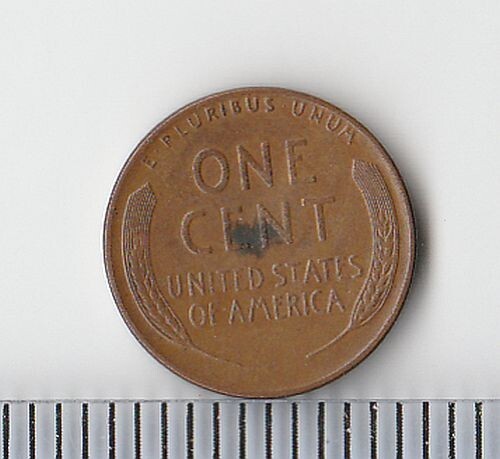 E PLURIBUS UNUM
ONE
CENT
UNITED STATES
OF AMERICA